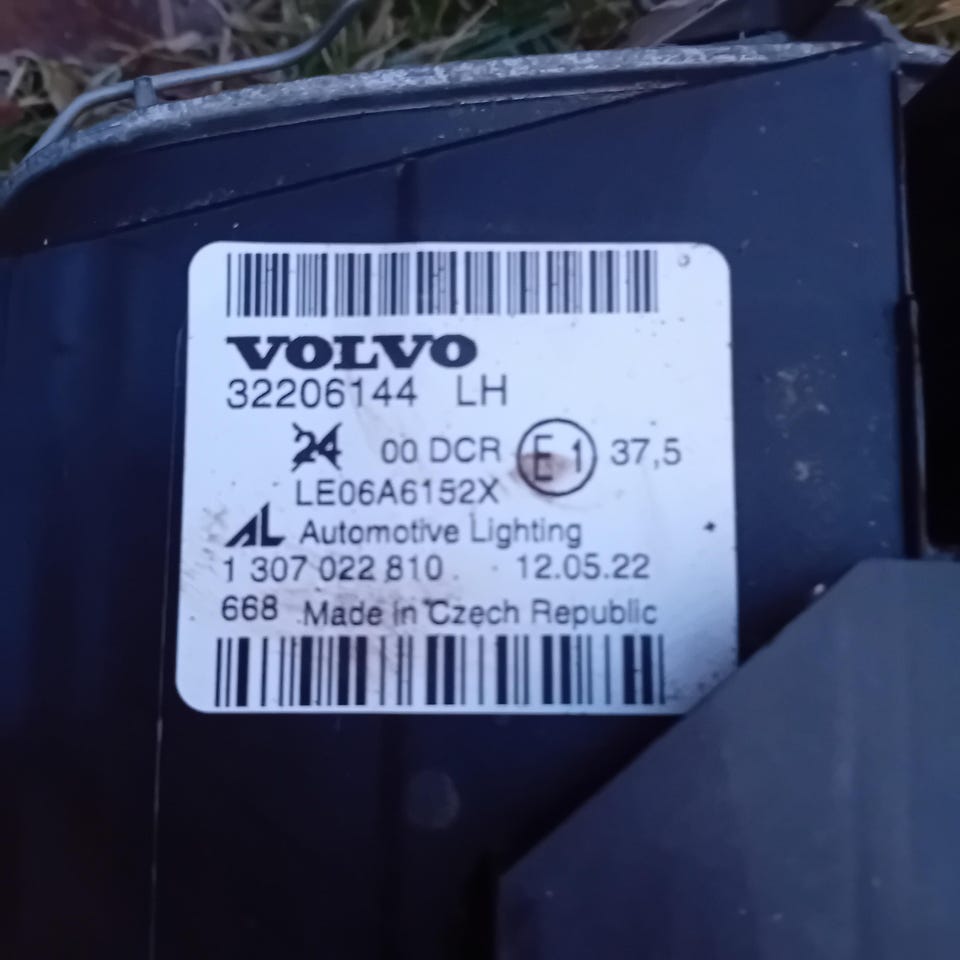 VOLVO
32206144 LH
24 00 DCR E1 37,5
LE06A6152X
AL Automotive Lighting
1 307 022 810 12.05.22
668 Made in Czech Republic